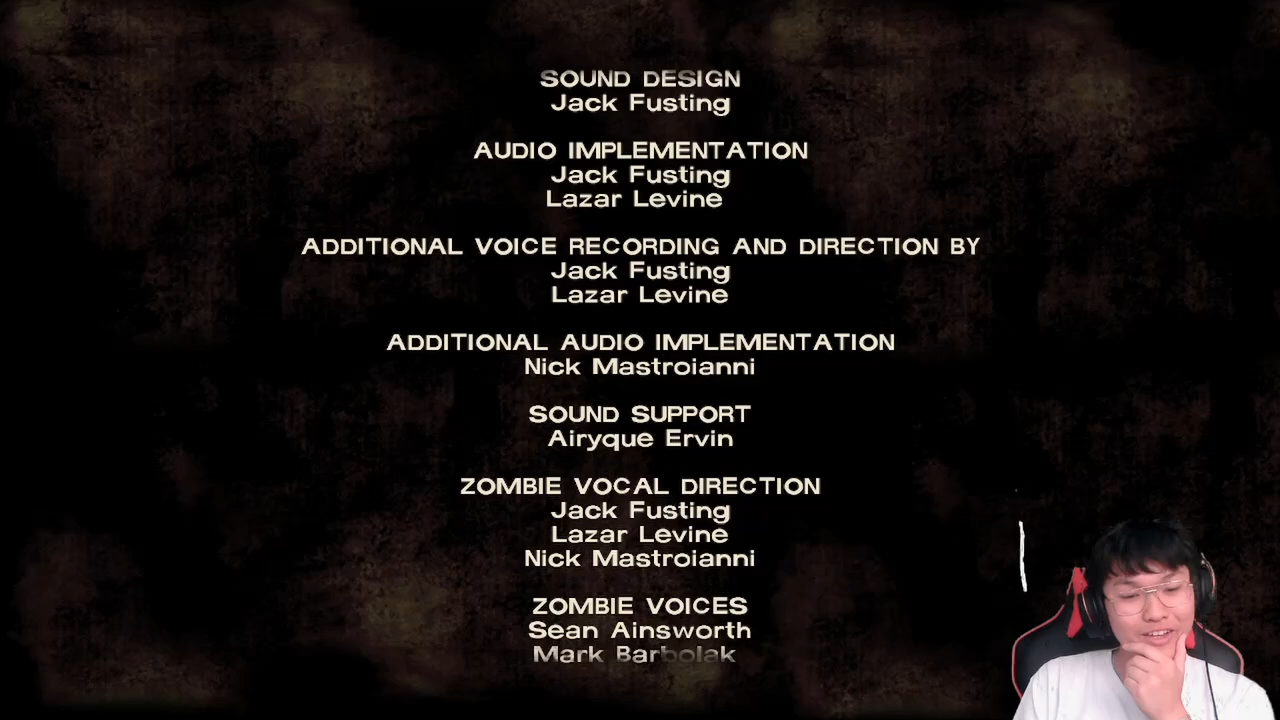 SOUND DESIGN
Jack Fusting
AUDIO IMPLEMENTATION
Jack Fusting
Lazar Levine
ADDITIONAL VOICE RECORDING AND DIRECTION BY
Jack Fusting
Lazar Levine
ADDITIONAL AUDIO IMPLEMENTATION
Nick Mastroianni
SOUND SUPPORT
Airyque Ervin
ZOMBIE VOCAL DIRECTION
Jack Fusting
Lazar Levine
Nick Mastroianni
ZOMBIE VOICES
Sean Ainsworth
Mark Barbolak